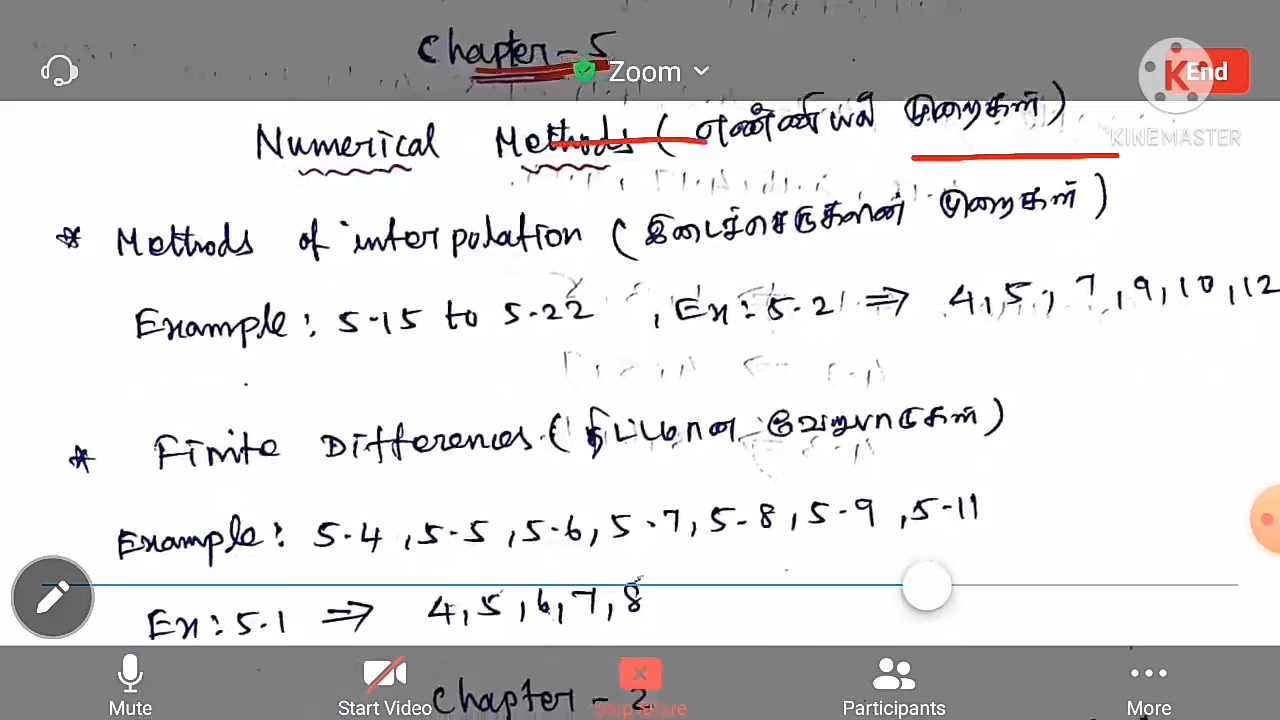 Chapter - 5
Zoom
End
K
KINEMASTER
Numerical Methods (எண்ணியல் முறைகள்)
* Methods of interpolation (இடைச்செருகளின் முறைகள்)
Example: 5.15 to 5.22, Ex: 5.2 ⇒ 4, 5, 7, 9, 10, 12
* Finite Differences (திட்டமான வேறுபாடுகள்)
Example: 5.4, 5.5, 5.6, 5.7, 5.8, 5.9, 5.11
Ex: 5.1 ⇒ 4, 5, 6, 7, 8
Chapter - 2
Mute
Start Video
Stop Share
Participants
More